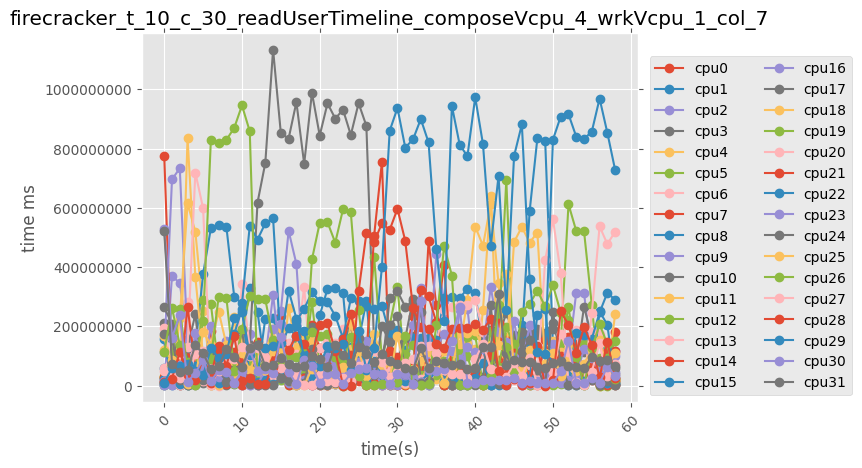 firecracker_t_10_c_30_readUserTimeline_composeVcpu_4_wrkVcpu_1_col_7
time ms
1000000000
800000000
600000000
400000000
200000000
0
0
10
20
30
40
50
60
time(s)
cpu0
cpu1
cpu2
cpu3
cpu4
cpu5
cpu6
cpu7
cpu8
cpu9
cpu10
cpu11
cpu12
cpu13
cpu14
cpu15
cpu16
cpu17
cpu18
cpu19
cpu20
cpu21
cpu22
cpu23
cpu24
cpu25
cpu26
cpu27
cpu28
cpu29
cpu30
cpu31